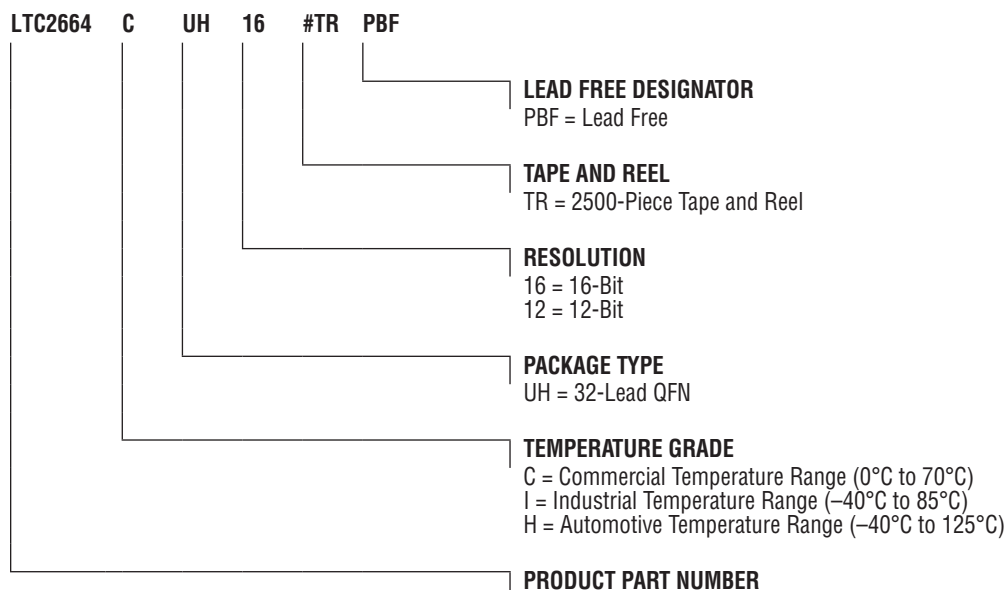 LTC2664 C UH 16 #TR PBF
LEAD FREE DESIGNATOR
PBF = Lead Free
TAPE AND REEL
TR = 2500-Piece Tape and Reel
RESOLUTION
16 = 16-Bit
12 = 12-Bit
PACKAGE TYPE
UH = 32-Lead QFN
TEMPERATURE GRADE
C = Commercial Temperature Range (0°C to 70°C)
I = Industrial Temperature Range (–40°C to 85°C)
H = Automotive Temperature Range (–40°C to 125°C)
PRODUCT PART NUMBER